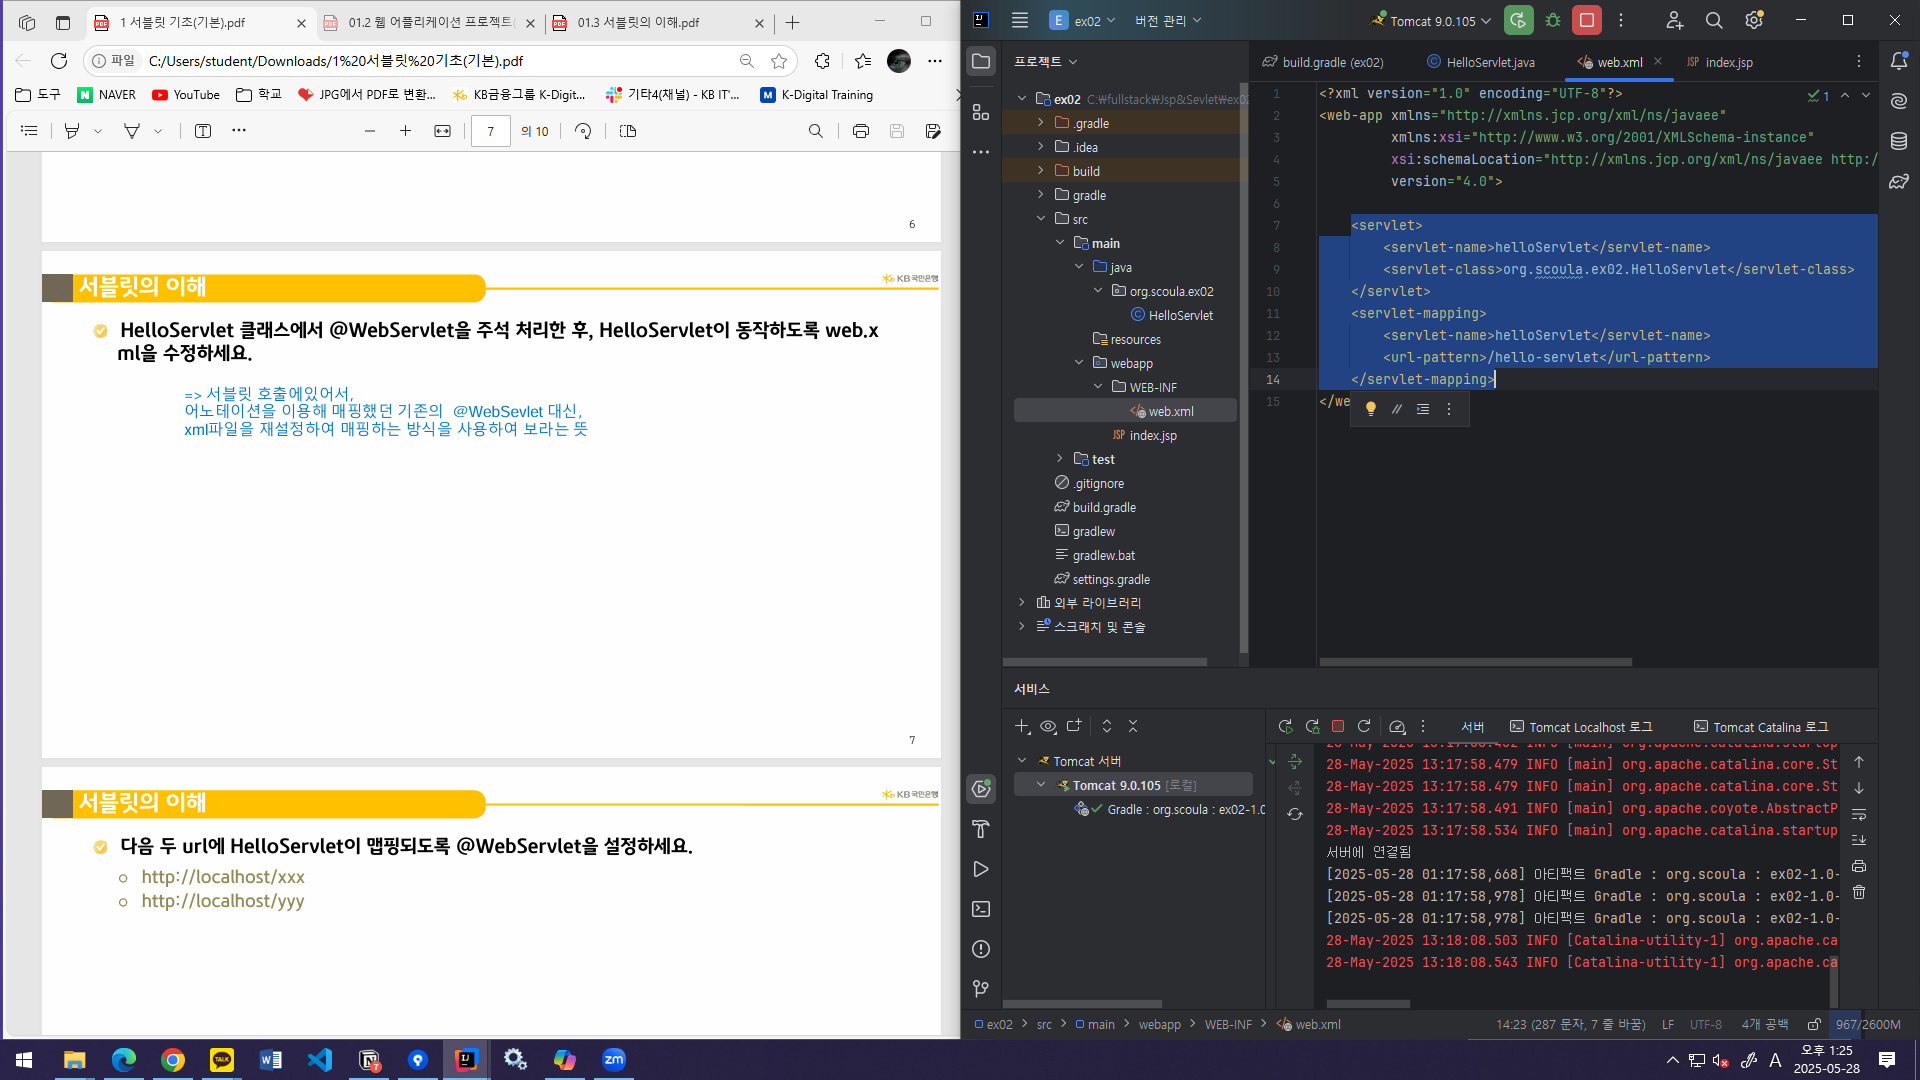 1 서블릿 기초(기본).pdf
01.2 웹 어플리케이션 프로젝트
01.3 서블릿의 이해.pdf
파일
C:/Users/student/Downloads/1%20서블릿%20기초(기본).pdf
도구
NAVER
YouTube
학교
JPG에서 PDF로 변환...
KB금융그룹 K-Digit...
기타4(채널) - KB IT'...
K-Digital Training
7 의 10
6
서블릿의 이해
KB국민은행
HelloServlet 클래스에서 @WebServlet을 주석 처리한 후, HelloServlet이 동작하도록 web.x
ml을 수정하세요.
=> 서블릿 호출에있어서,
어노테이션을 이용해 매핑했던 기존의 @WebSevlet 대신,
xml파일을 재설정하여 매핑하는 방식을 사용하여 보라는 뜻
7
서블릿의 이해
KB국민은행
다음 두 url에 HelloServlet이 맵핑되도록 @WebServlet을 설정하세요.
http://localhost/xxx
http://localhost/yyy
E ex02
버전 관리
Tomcat 9.0.105
프로젝트
ex02 C:￦fullstack￦Jsp&Sevlet￦ex02
.gradle
.idea
build
gradle
src
main
java
org.scoula.ex02
HelloServlet
resources
webapp
WEB-INF
web.xml
index.jsp
test
.gitignore
build.gradle
gradlew
gradlew.bat
settings.gradle
외부 라이브러리
스크래치 및 콘솔
build.gradle (ex02)
HelloServlet.java
web.xml
JSP index.jsp
1 <?xml version="1.0" encoding="UTF-8"?>
2 <web-app xmlns="http://xmlns.jcp.org/xml/ns/javaee"
3 xmlns:xsi="http://www.w3.org/2001/XMLSchema-instance"
4 xsi:schemaLocation="http://xmlns.jcp.org/xml/ns/javaee http:/
5 version="4.0">
6
7 <servlet>
8 <servlet-name>helloServlet</servlet-name>
9 <servlet-class>org.scoula.ex02.HelloServlet</servlet-class>
10 </servlet>
11 <servlet-mapping>
12 <servlet-name>helloServlet</servlet-name>
13 <url-pattern>/hello-servlet</url-pattern>
14 </servlet-mapping>
15 </we
1
서비스
Tomcat 서버
Tomcat 9.0.105 [로컬]
Gradle : org.scoula : ex02-1.0
서버
Tomcat Localhost 로그
Tomcat Catalina 로그
28-May-2025 13:17:58.479 INFO [main] org.apache.catalina.core.St
28-May-2025 13:17:58.479 INFO [main] org.apache.catalina.core.St
28-May-2025 13:17:58.491 INFO [main] org.apache.coyote.AbstractP
28-May-2025 13:17:58.534 INFO [main] org.apache.catalina.startup
서버에 연결됨
[2025-05-28 01:17:58,668] 아티팩트 Gradle : org.scoula : ex02-1.0-
[2025-05-28 01:17:58,978] 아티팩트 Gradle : org.scoula : ex02-1.0-
[2025-05-28 01:17:58,978] 아티팩트 Gradle : org.scoula : ex02-1.0-
28-May-2025 13:18:08.503 INFO [Catalina-utility-1] org.apache.ca
28-May-2025 13:18:08.543 INFO [Catalina-utility-1] org.apache.ca
ex02 > src > main > webapp > WEB-INF > web.xml
14:23 (287 문자, 7 줄 바꿈)
LF
UTF-8
4개 공백
967/2600M
A
오후 1:25
2025-05-28